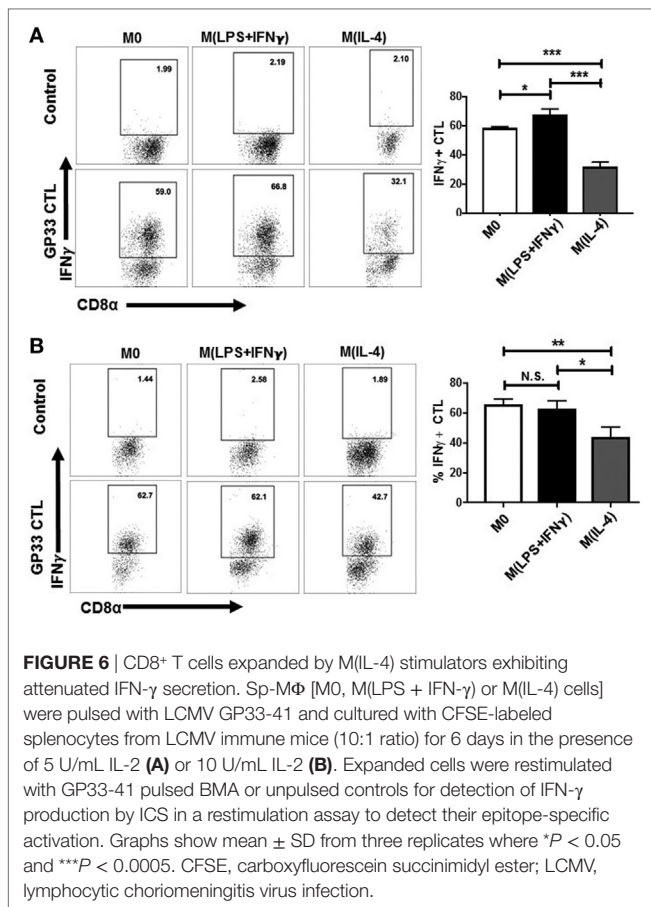 A
M0
M(LPS+IFNγ)
M(IL-4)
Control
1.99
2.19
2.10
GP33 CTL
IFNγ
59.0
66.8
32.1
CD8α
***
*
***
IFNγ + CTL
80
60
40
20
0
M0
M(LPS+IFNγ)
M(IL-4)
B
M0
M(LPS+IFNγ)
M(IL-4)
Control
1.44
2.58
1.89
GP33 CTL
IFNγ
62.7
62.1
42.7
CD8α
**
N.S.
*
% IFNγ + CTL
80
60
40
20
0
M0
M(LPS+IFNγ)
M(IL-4)
FIGURE 6 | CD8+ T cells expanded by M(IL-4) stimulators exhibiting
attenuated IFN-γ secretion. Sp-MΦ [M0, M(LPS + IFN-γ) or M(IL-4) cells]
were pulsed with LCMV GP33-41 and cultured with CFSE-labeled
splenocytes from LCMV immune mice (10:1 ratio) for 6 days in the presence
of 5 U/mL IL-2 (A) or 10 U/mL IL-2 (B). Expanded cells were restimulated
with GP33-41 pulsed BMA or unpulsed controls for detection of IFN-γ
production by ICS in a restimulation assay to detect their epitope-specific
activation. Graphs show mean ± SD from three replicates where *P < 0.05
and ***P < 0.0005. CFSE, carboxyfluorescein succinimidyl ester; LCMV,
lymphocytic choriomeningitis virus infection.